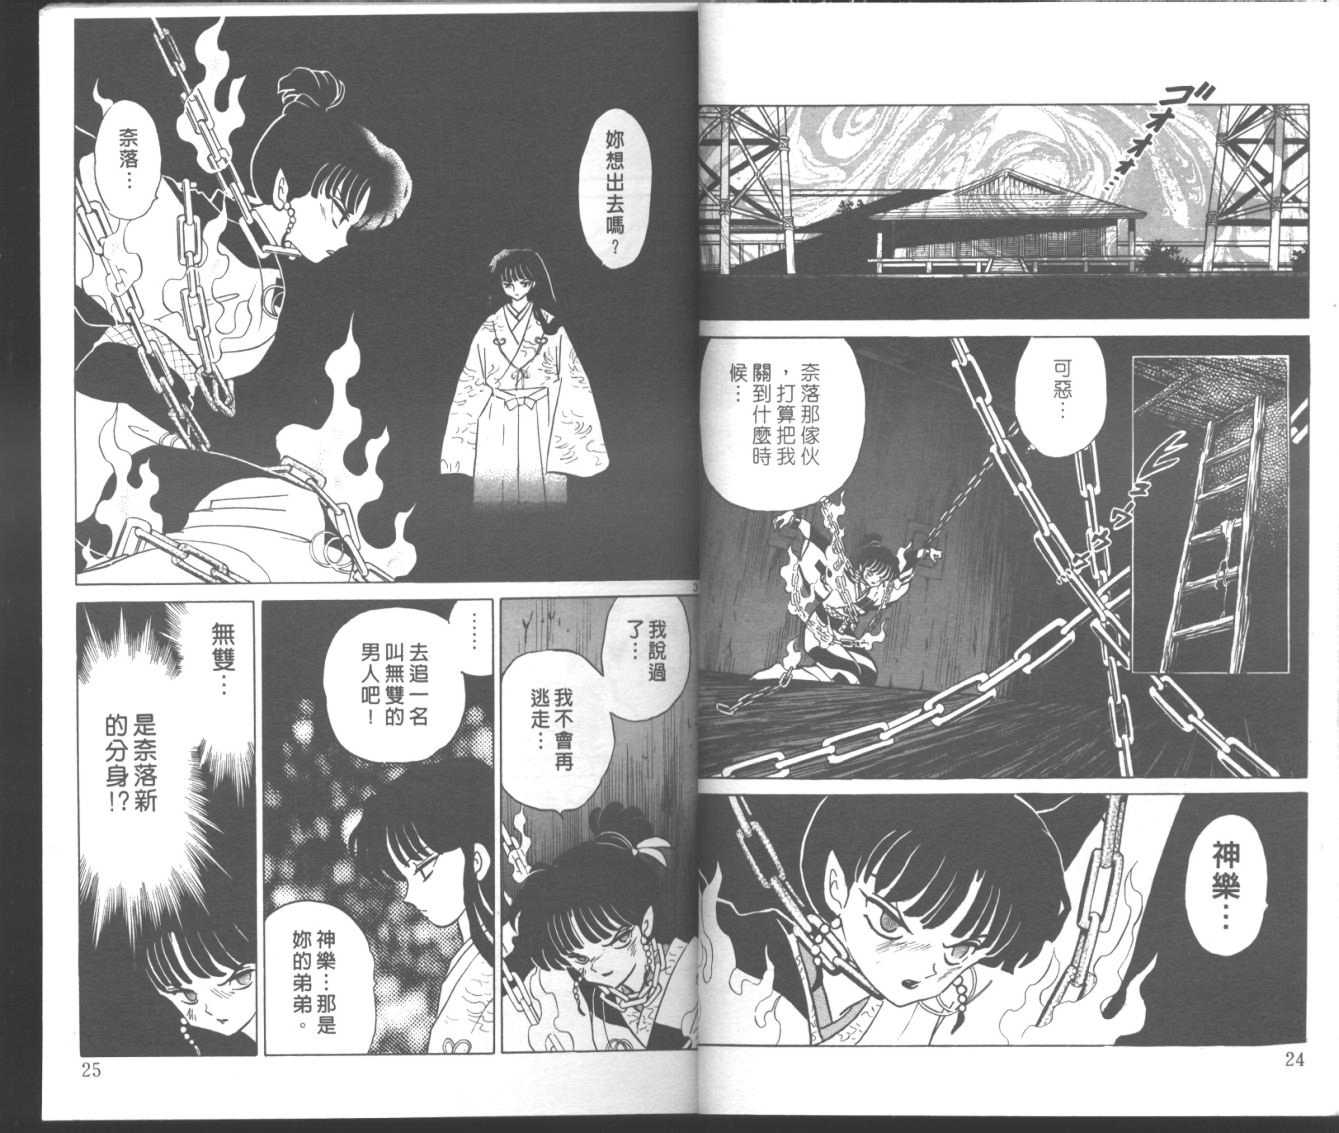 ゴオオオオ…
可惡…
奈落那傢伙
，打算把我
關到什麼時
候…
神樂…
24
妳想出去嗎？
奈落…
我說過
了…
我不會再
逃走…
……
去追一名
叫無雙的
男人吧！
神樂…那是
妳的弟弟。
無雙…
是奈落新
的分身!?
25